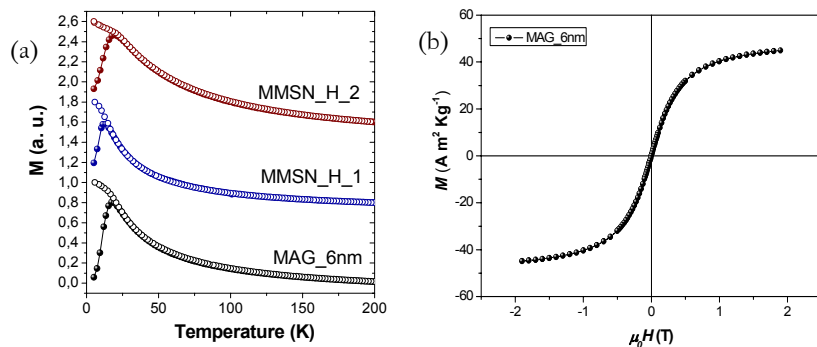 (a)
2,6
2,4
2,2
2,0
1,8
1,6
1,4
1,2
1,0
0,8
0,6
0,4
0,2
0,0
M (a. u.)
MMSN_H_2
MMSN_H_1
MAG_6nm
0 50 100 150 200
Temperature (K)
(b)
60
40
20
0
-20
-40
-60
M (A m² Kg⁻¹)
MAG_6nm
-2 -1 0 1 2
μ₀H (T)